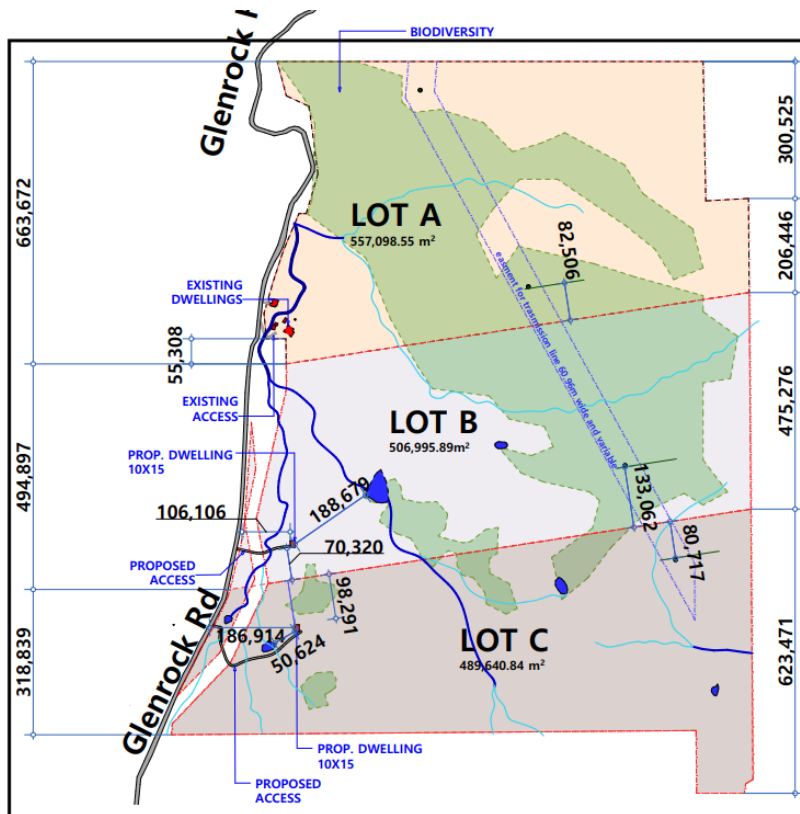 BIODIVERSITY
Glenrock
300,525
663,672
LOT A
557,098.55 m²
206,446
82,506
EXISTING
DWELLINGS
easment for trasmission line 60.96m wide and variable
55,308
475,276
EXISTING
ACCESS
LOT B
506,995.89m²
PROP. DWELLING
10X15
494,897
188,679
133,062
106,106
80,717
70,320
PROPOSED
ACCESS
98,291
Glenrock Rd
318,839
186,914
50,624
LOT C
489,640.84 m²
623,471
PROP. DWELLING
10X15
PROPOSED
ACCESS